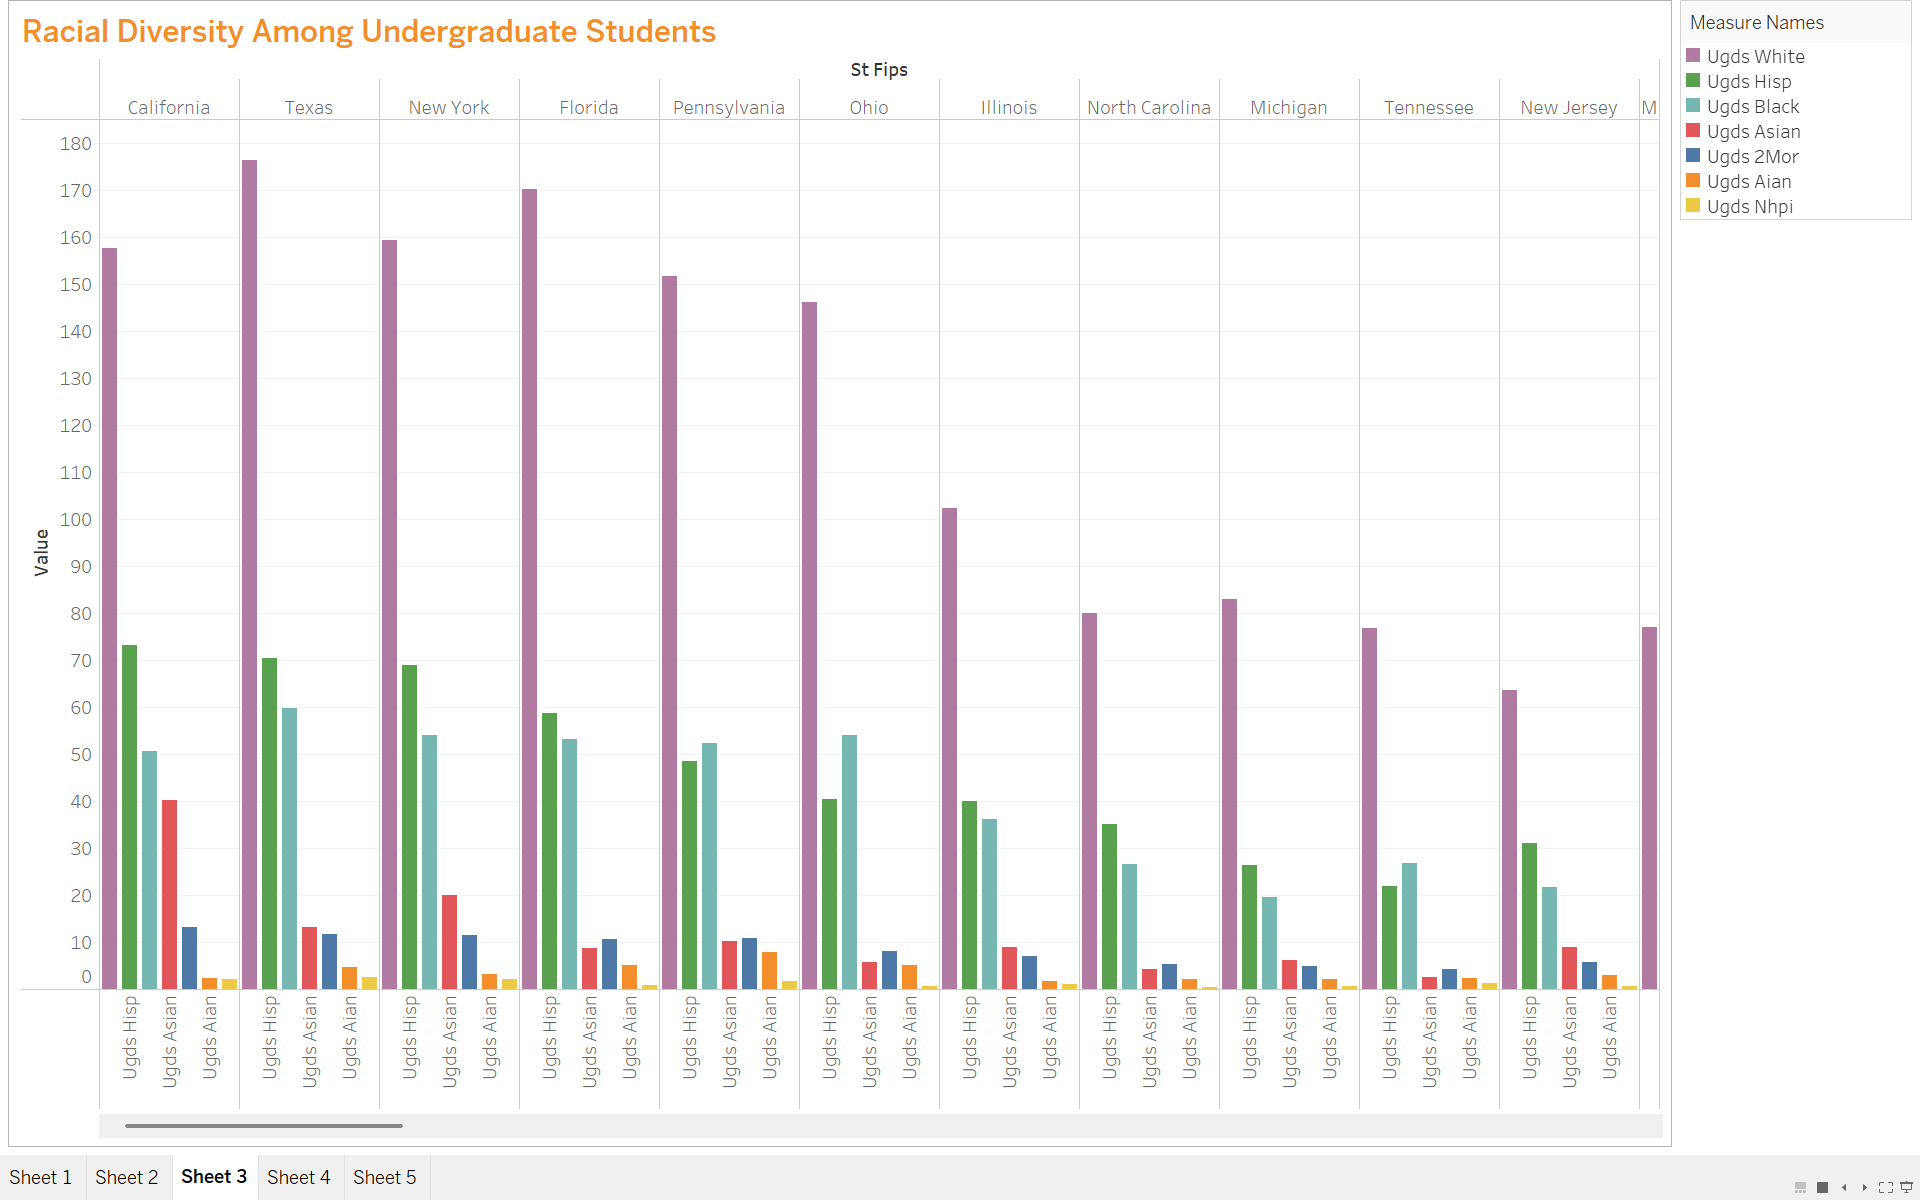 Racial Diversity Among Undergraduate Students
St Fips
California Texas New York Florida Pennsylvania Ohio Illinois North Carolina Michigan Tennessee New Jersey M
180
170
160
150
140
130
120
110
100
90
80
70
60
50
40
30
20
10
0
Value
Ugds Hisp Ugds Asian Ugds Aian Ugds Hisp Ugds Asian Ugds Aian Ugds Hisp Ugds Asian Ugds Aian Ugds Hisp Ugds Asian Ugds Aian Ugds Hisp Ugds Asian Ugds Aian Ugds Hisp Ugds Asian Ugds Aian Ugds Hisp Ugds Asian Ugds Aian Ugds Hisp Ugds Asian Ugds Aian Ugds Hisp Ugds Asian Ugds Aian Ugds Hisp Ugds Asian Ugds Aian Ugds Hisp Ugds Asian Ugds Aian
Measure Names
Ugds White
Ugds Hisp
Ugds Black
Ugds Asian
Ugds 2Mor
Ugds Aian
Ugds Nhpi
Sheet 1 Sheet 2 Sheet 3 Sheet 4 Sheet 5